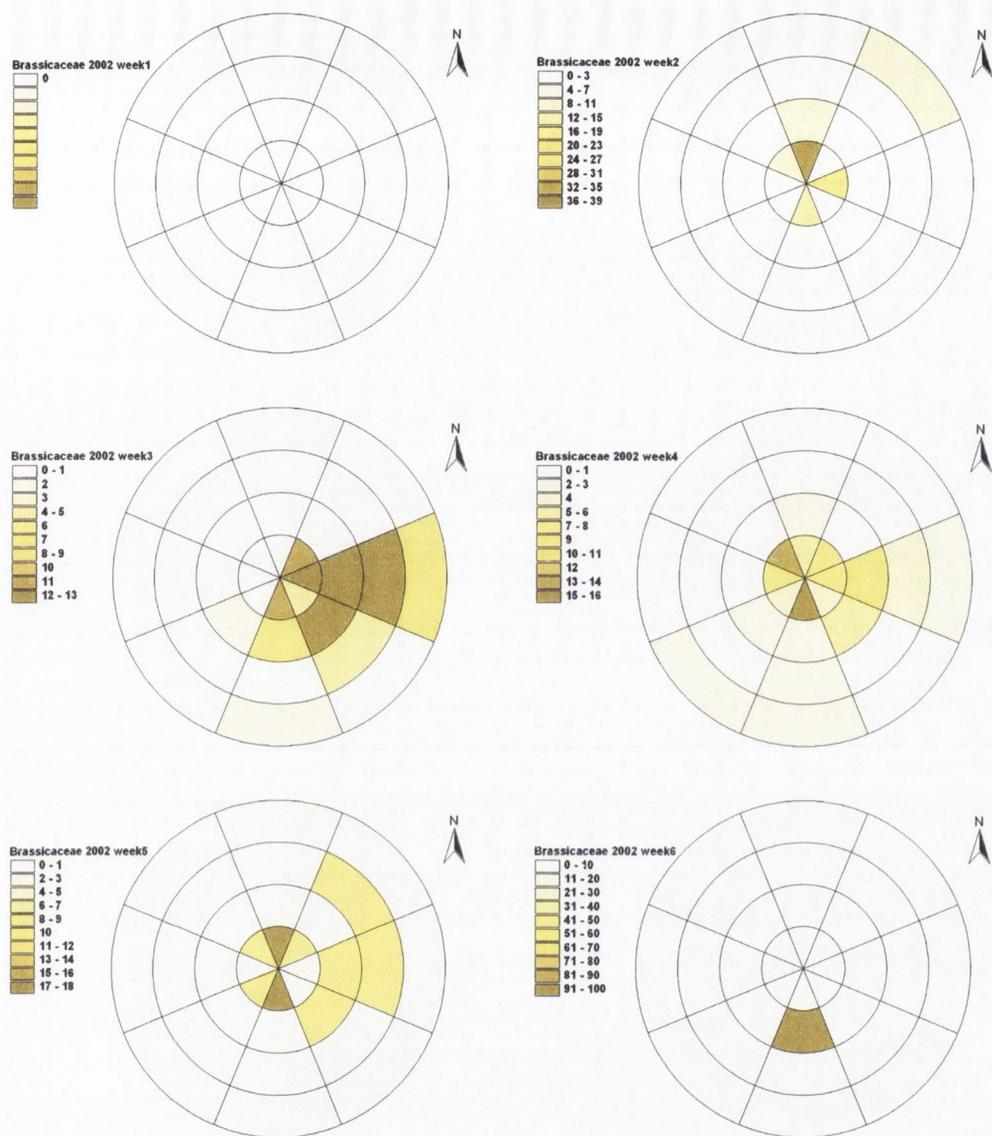 N
Brassicaceae 2002 week1
0
N
Brassicaceae 2002 week2
0 - 3
4 - 7
8 - 11
12 - 15
16 - 19
20 - 23
24 - 27
28 - 31
32 - 35
36 - 39
N
Brassicaceae 2002 week3
0 - 1
2
3
4 - 5
6
7
8 - 9
10
11
12 - 13
N
Brassicaceae 2002 week4
0 - 1
2 - 3
4
5 - 6
7 - 8
9
10 - 11
12
13 - 14
15 - 16
N
Brassicaceae 2002 week5
0 - 1
2 - 3
4 - 5
6 - 7
8 - 9
10
11 - 12
13 - 14
15 - 16
17 - 18
N
Brassicaceae 2002 week6
0 - 10
11 - 20
21 - 30
31 - 40
41 - 50
51 - 60
61 - 70
71 - 80
81 - 90
91 - 100